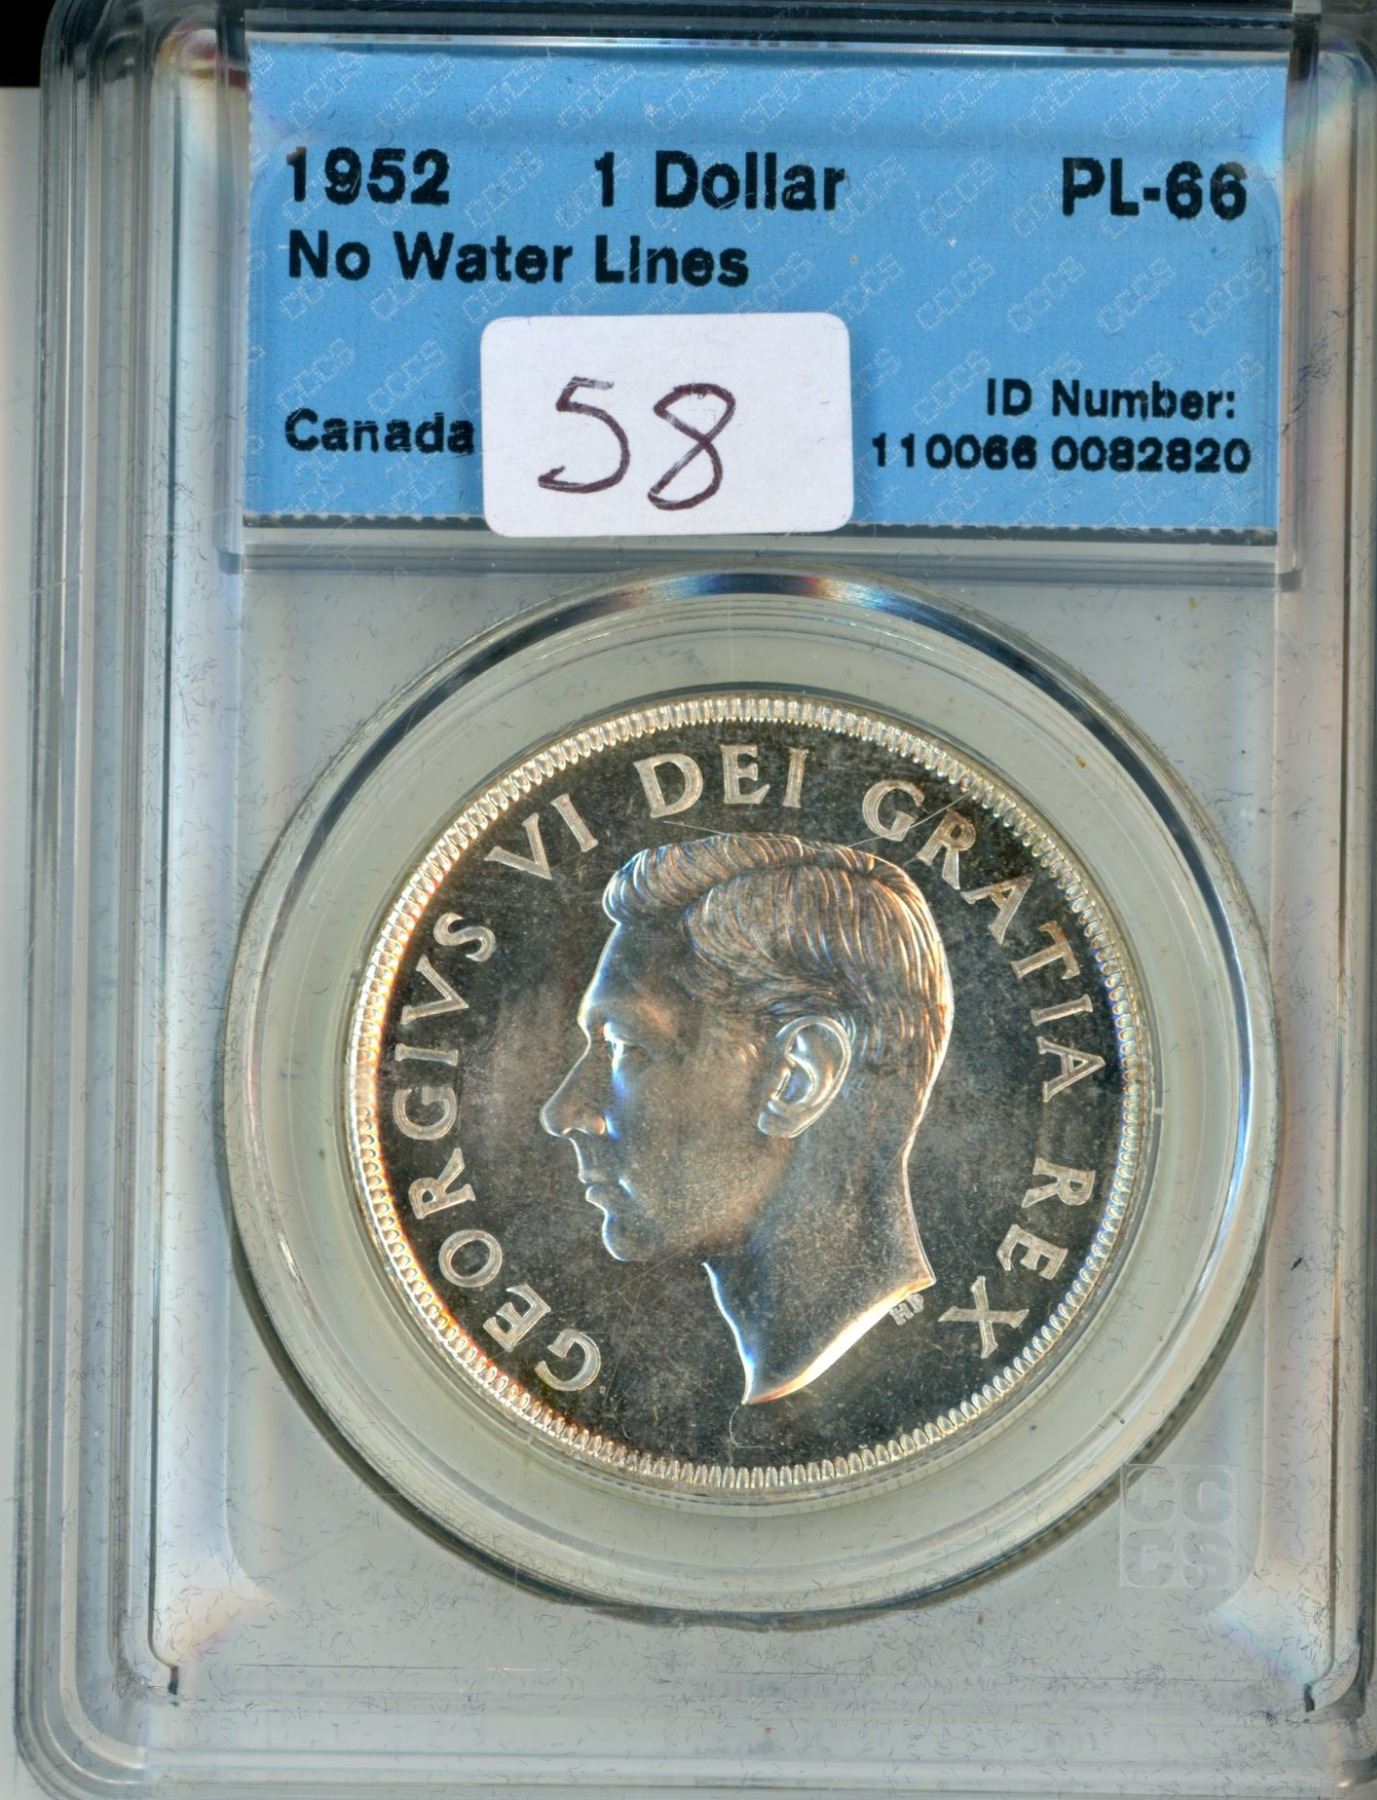 1952 1 Dollar PL-66
No Water Lines
58
Canada ID Number:
110066 0082820
GEORGIVS VI DEI GRATIA REX
HP
CCCS